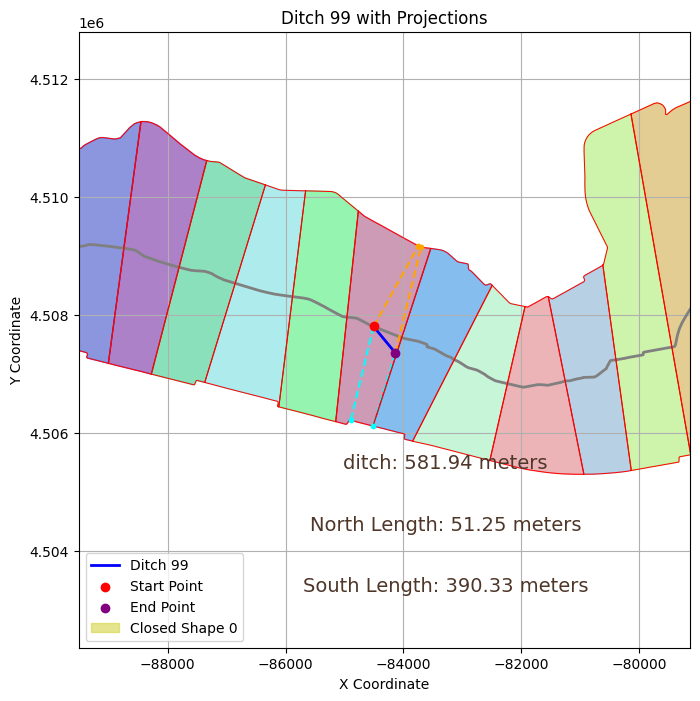 Ditch 99 with Projections
1e6
4.512
4.510
4.508
4.506
4.504
Y Coordinate
ditch: 581.94 meters
North Length: 51.25 meters
South Length: 390.33 meters
Ditch 99
Start Point
End Point
Closed Shape 0
−88000 −86000 −84000 −82000 −80000
X Coordinate